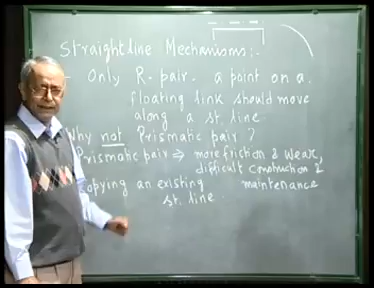 Straight line Mechanisms:-
- Only R-pair. a point on a
floating link should move
along a st. line
Why not Prismatic pair ?
Prismatic pair ⇒ more friction & wear,
difficult construction &
maintenance
Copying an existing
st. line.